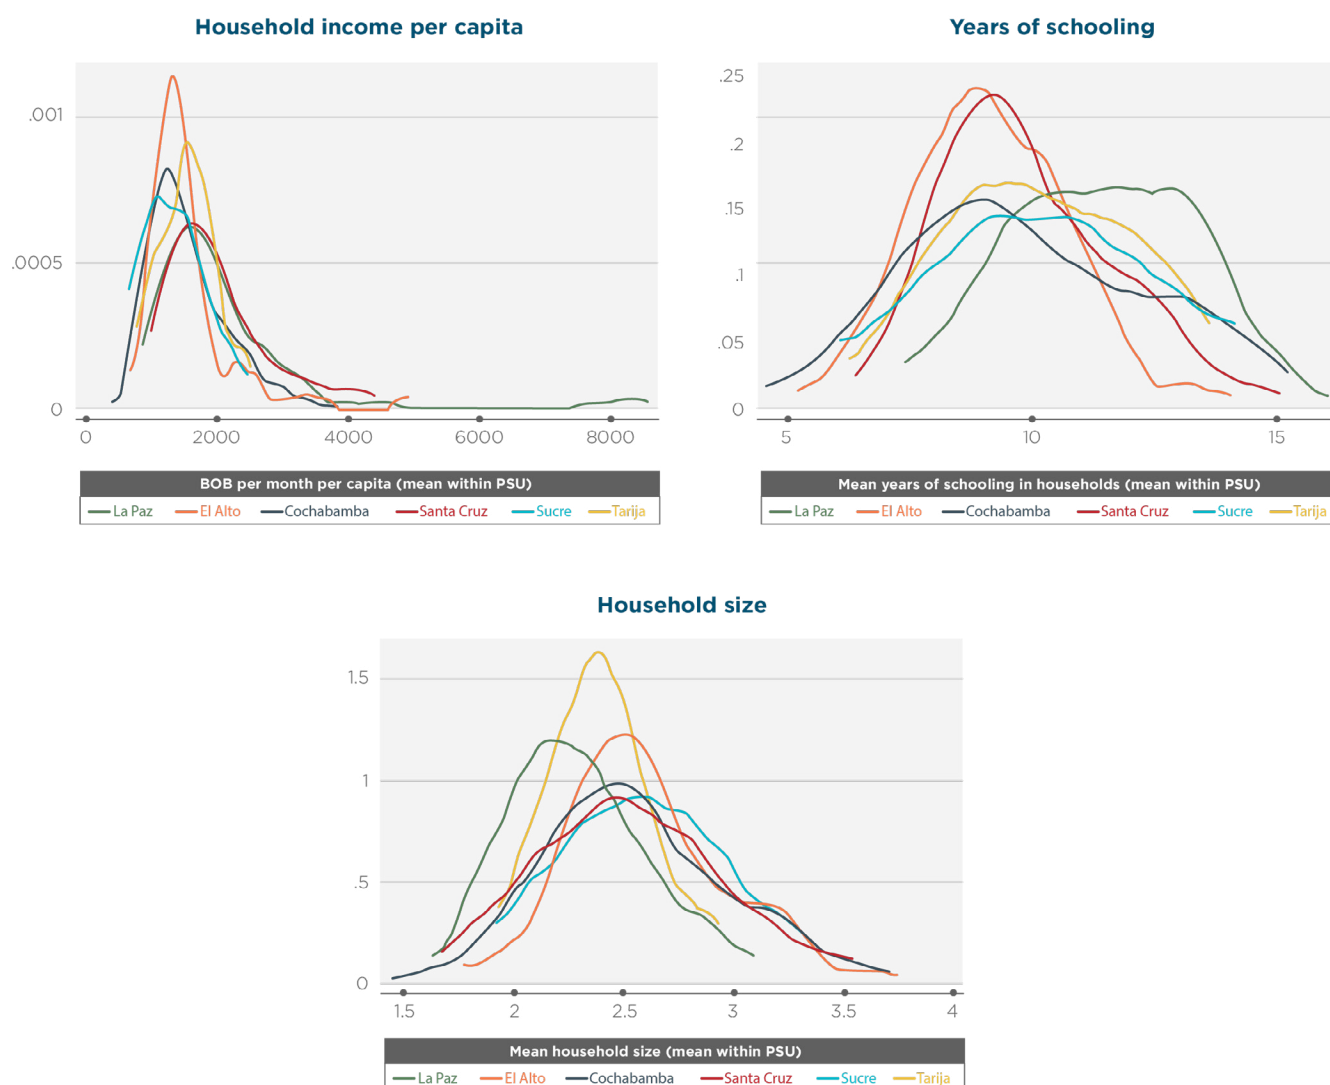 Household income per capita
.001
.0005
0
0 2000 4000 6000 8000
BOB per month per capita (mean within PSU)
La Paz El Alto Cochabamba Santa Cruz Sucre Tarija
Years of schooling
.25
.2
.15
.1
.05
0
5 10 15
Mean years of schooling in households (mean within PSU)
La Paz El Alto Cochabamba Santa Cruz Sucre Tarija
Household size
1.5
1
.5
0
1.5 2 2.5 3 3.5 4
Mean household size (mean within PSU)
La Paz El Alto Cochabamba Santa Cruz Sucre Tarija